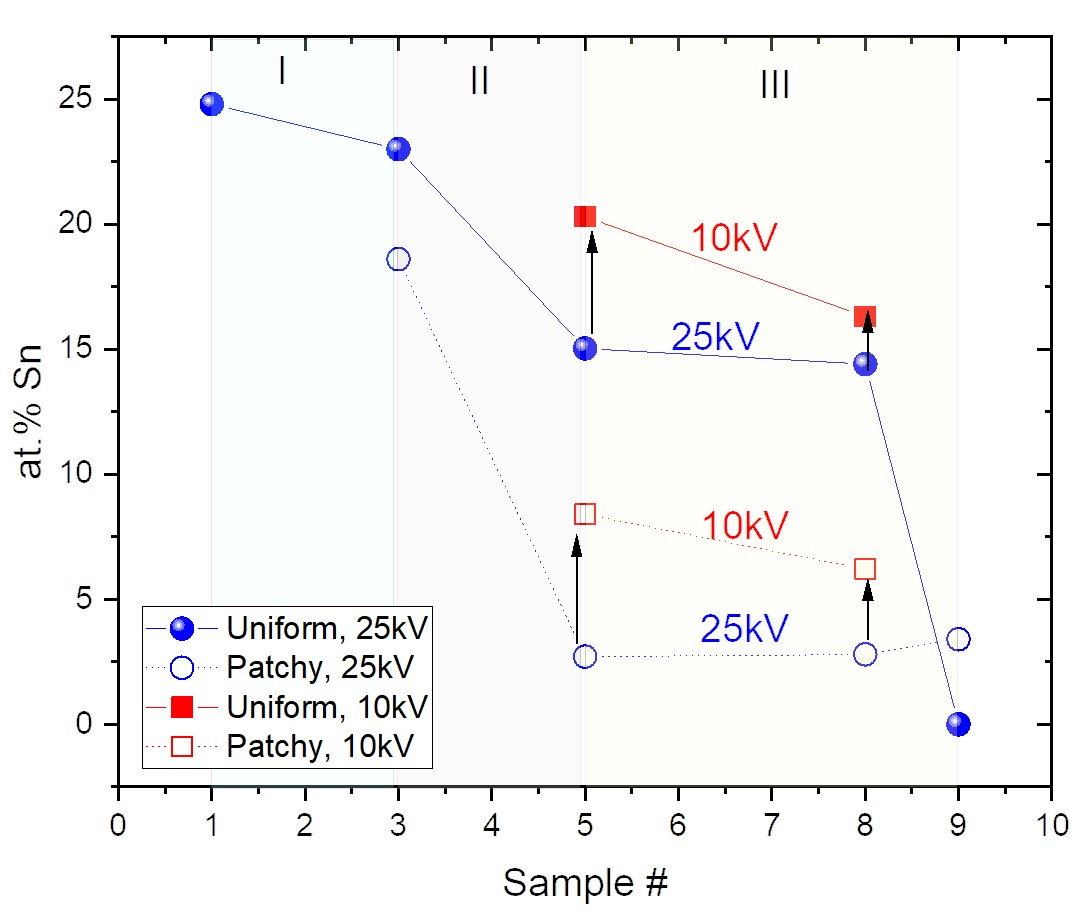 I
II
III
25
20
15
10
5
0
at.% Sn
10kV
25kV
10kV
25kV
Uniform, 25kV
Patchy, 25kV
Uniform, 10kV
Patchy, 10kV
0 1 2 3 4 5 6 7 8 9 10
Sample #